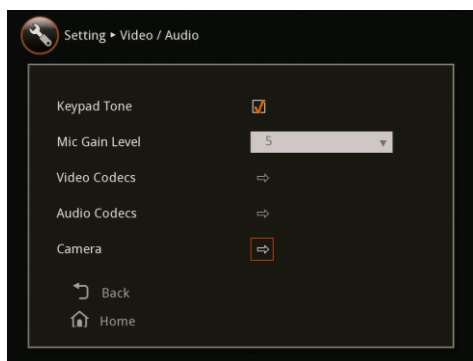 Setting ▸ Video / Audio
Keypad Tone
Mic Gain Level 5
Video Codecs
Audio Codecs
Camera
Back
Home